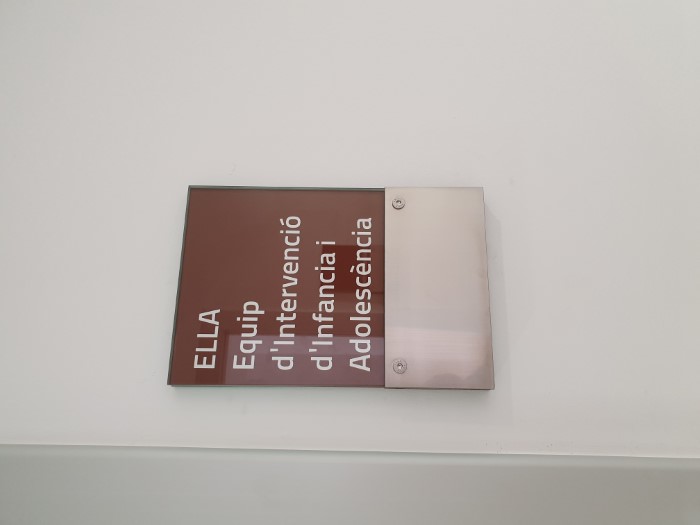 ELLA
Equip
d'Intervenció
d'Infancia i
Adolescència